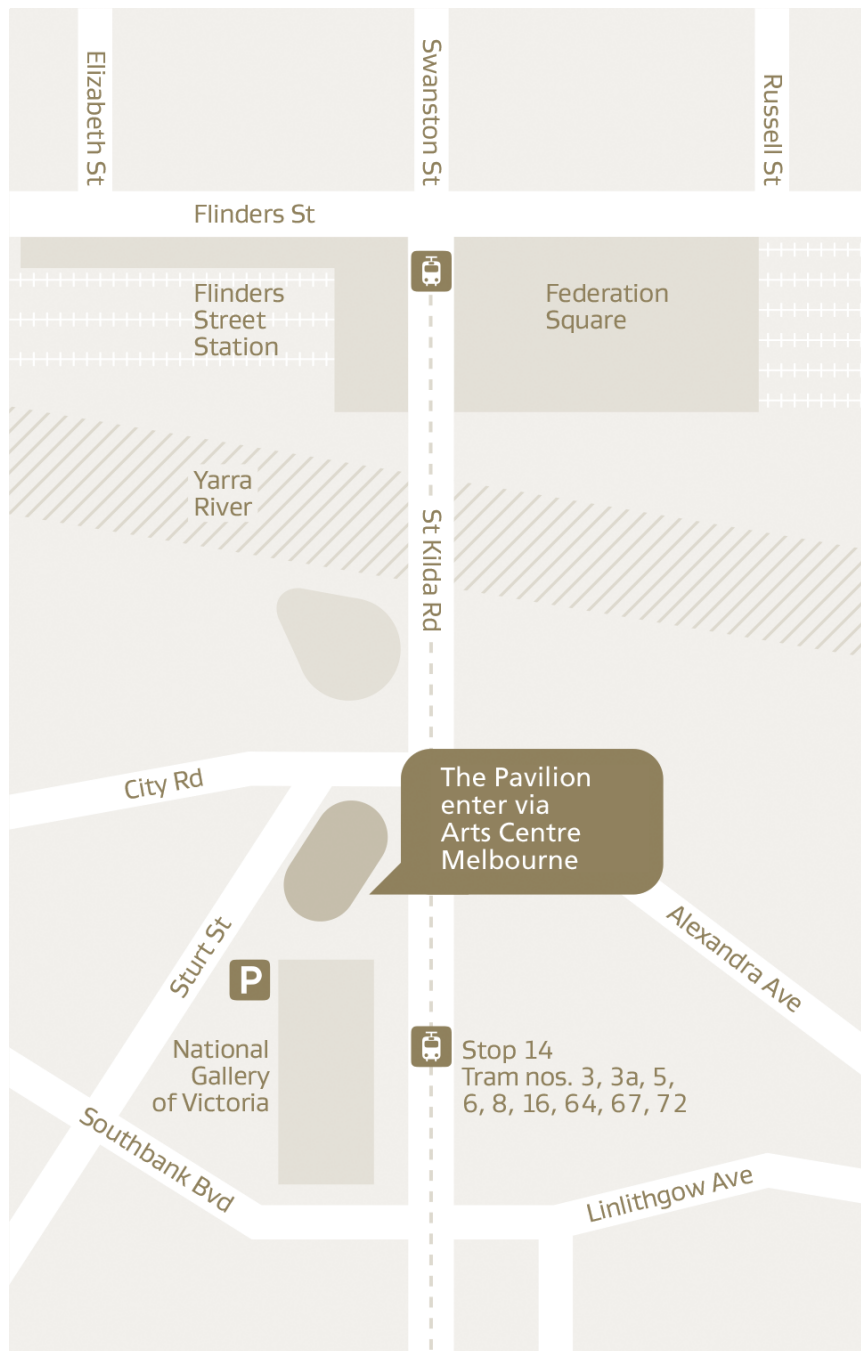 Elizabeth St
Swanston St
Russell St
Flinders St
Flinders
Street
Station
Federation
Square
Yarra
River
St Kilda Rd
City Rd
The Pavilion
enter via
Arts Centre
Melbourne
Alexandra Ave
Sturt St
P
National
Gallery
of Victoria
Stop 14
Tram nos. 3, 3a, 5,
6, 8, 16, 64, 67, 72
Southbank Bvd
Linlithgow Ave